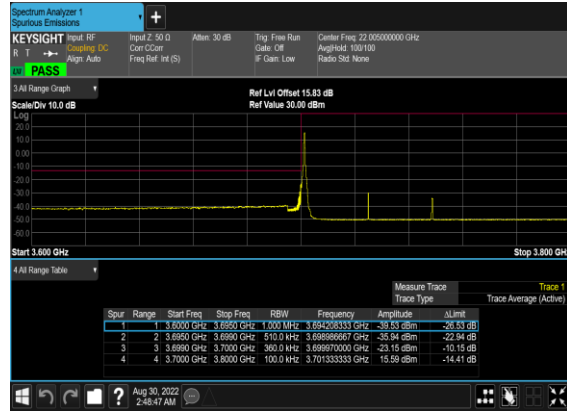 Spectrum Analyzer 1
Spurious Emissions
+
KEYSIGHT
R T
LW PASS
Input: RF
Coupling: DC
Align: Auto
Input Z: 50 Ω
Corr CCorr
Freq Ref: Int (S)
Atten: 30 dB
Trig: Free Run
Gate: Off
IF Gain: Low
Center Freq: 22.005000000 GHz
Avg|Hold: 100/100
Radio Std: None
3 All Range Graph
Scale/Div 10.0 dB
Ref Lvl Offset 15.83 dB
Ref Value 30.00 dBm
Log
20.0
10.0
0.00
-10.0
-20.0
-30.0
-40.0
-50.0
-60.0
Start 3.600 GHz
Stop 3.800 GH
4 All Range Table
Measure Trace Trace 1
Trace Type Trace Average (Active)
Spur Range Start Freq Stop Freq RBW Frequency Amplitude ΔLimit
1 1 3.6000 GHz 3.6950 GHz 1.000 MHz 3.694208333 GHz -39.53 dBm -26.53 dB
2 2 3.6950 GHz 3.6990 GHz 510.0 kHz 3.698986667 GHz -35.94 dBm -22.94 dB
3 3 3.6990 GHz 3.7000 GHz 360.0 kHz 3.699970000 GHz -23.15 dBm -10.15 dB
4 4 3.7000 GHz 3.8000 GHz 100.0 kHz 3.701333333 GHz 15.59 dBm -14.41 dB
?
Aug 30, 2022
2:48:47 AM